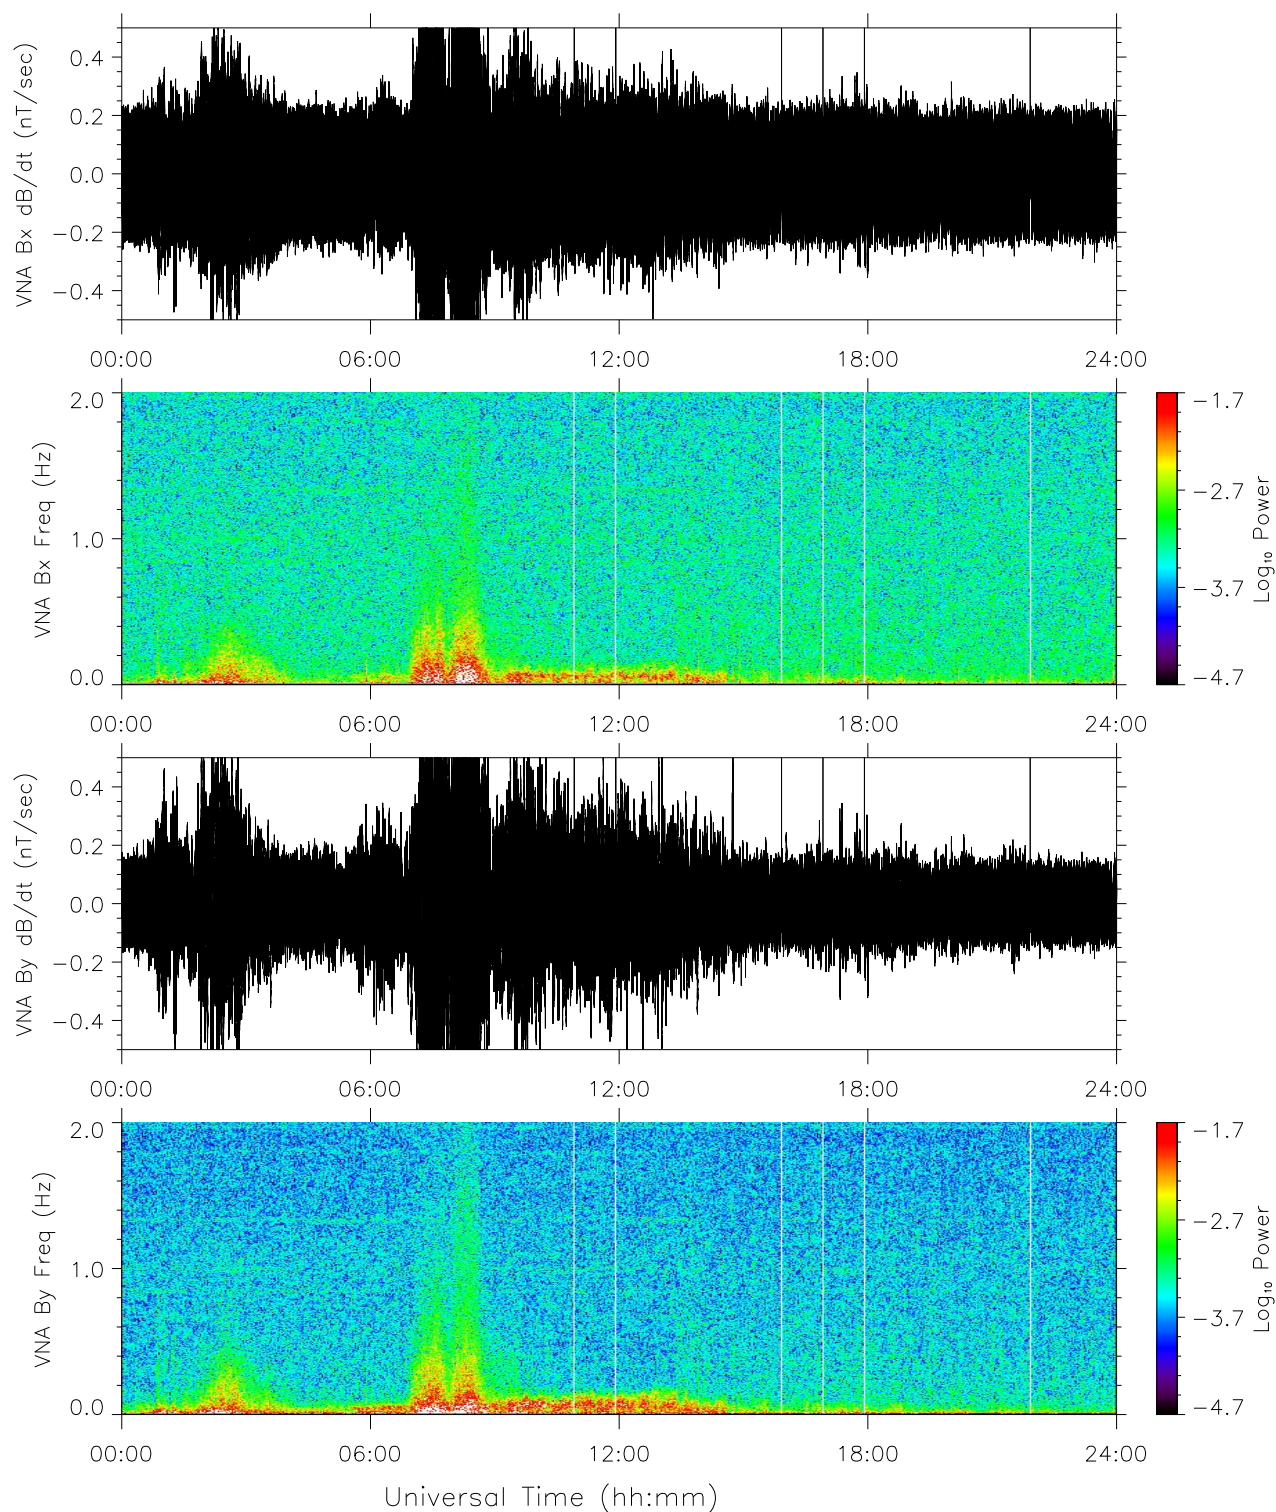 VNA Bx dB/dt (nT/sec)
0.4
0.2
0.0
−0.2
−0.4
00:00 06:00 12:00 18:00 24:00
VNA Bx Freq (Hz)
2.0
1.0
0.0
−1.7
−2.7
−3.7
−4.7
Log₁₀ Power
00:00 06:00 12:00 18:00 24:00
VNA By dB/dt (nT/sec)
0.4
0.2
0.0
−0.2
−0.4
00:00 06:00 12:00 18:00 24:00
VNA By Freq (Hz)
2.0
1.0
0.0
−1.7
−2.7
−3.7
−4.7
Log₁₀ Power
00:00 06:00 12:00 18:00 24:00
Universal Time (hh:mm)